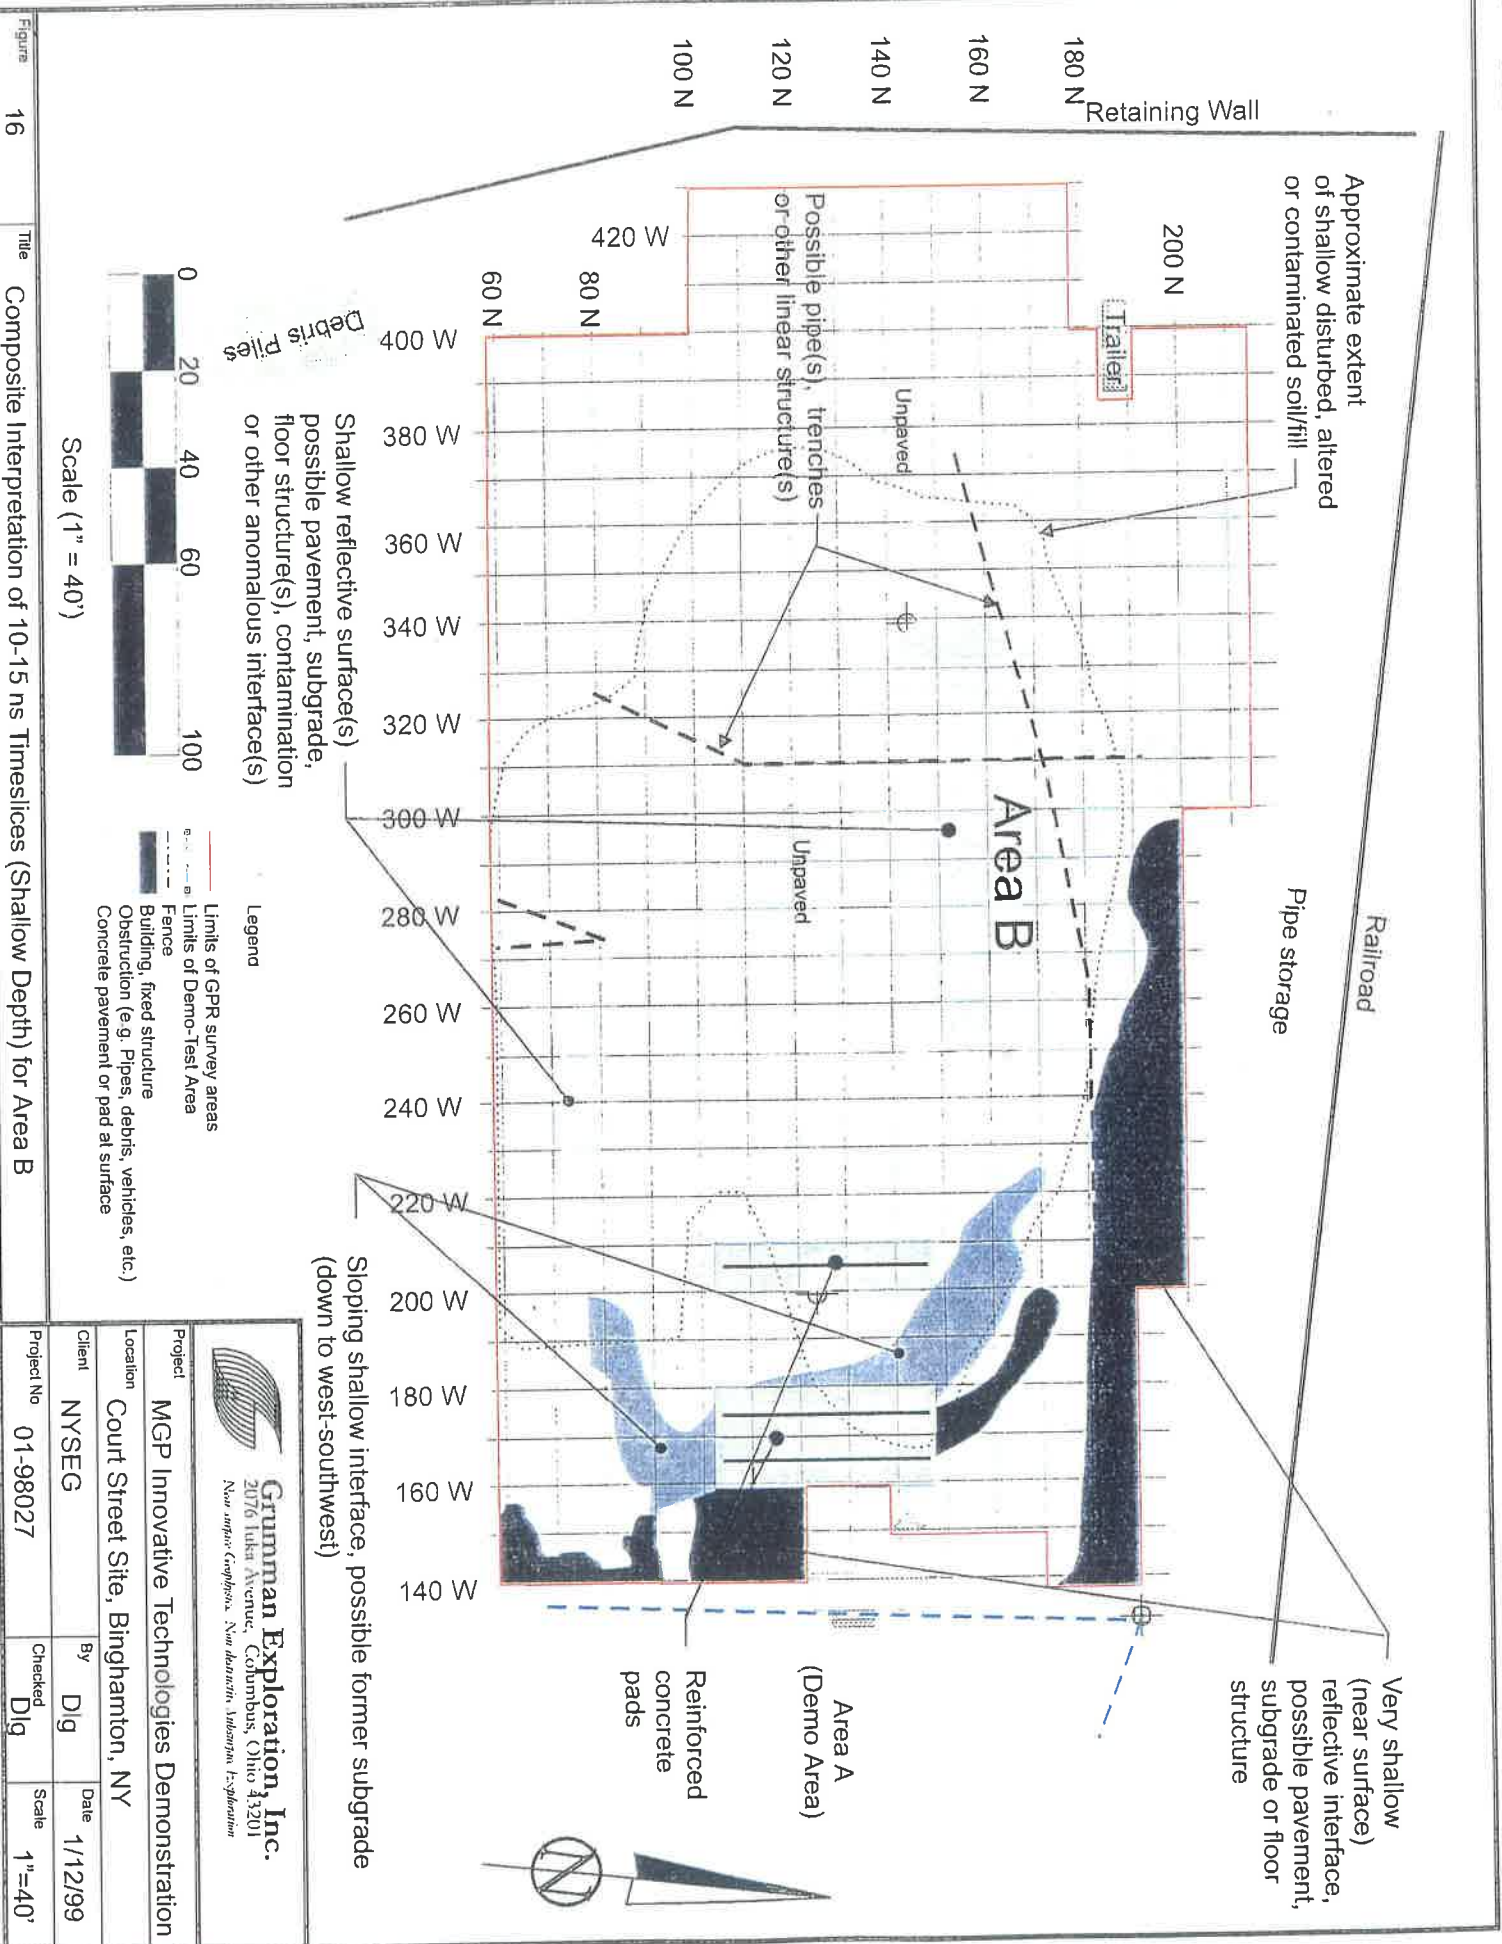 Retaining Wall
Railroad
Pipe storage
Approximate extent
of shallow disturbed, altered
or contaminated soil/fill
Very shallow
(near surface)
reflective interface,
possible pavement,
subgrade or floor
structure
200 N
180 N
160 N
140 N
120 N
100 N
80 N
60 N
Trailer
Unpaved
Area B
Unpaved
Possible pipe(s), trenches
or other linear structure(s)
Area A
(Demo Area)
Reinforced
concrete
pads
420 W
400 W
380 W
360 W
340 W
320 W
300 W
280 W
260 W
240 W
220 W
200 W
180 W
160 W
140 W
Debris Piles
Shallow reflective surface(s)
possible pavement, subgrade,
floor structure(s), contamination
or other anomalous interface(s)
Sloping shallow interface, possible former subgrade
(down to west-southwest)
N
0 20 40 60 100
Scale (1" = 40')
Legend
Limits of GPR survey areas
Limits of Demo-Test Area
Fence
Building, fixed structure
Obstruction (e.g. Pipes, debris, vehicles, etc.)
Concrete pavement or pad at surface
Grumman Exploration, Inc.
2076 Iuka Avenue, Columbus, Ohio 43201
Project MGP Innovative Technologies Demonstration
Location Court Street Site, Binghamton, NY
Client NYSEG
By Dlg
Date 1/12/99
Project No 01-98027
Checked Dlg
Scale 1"=40'
Figure 16
Title Composite Interpretation of 10-15 ns Timeslices (Shallow Depth) for Area B